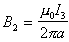 B₂ = μ₀I₃ / 2πa